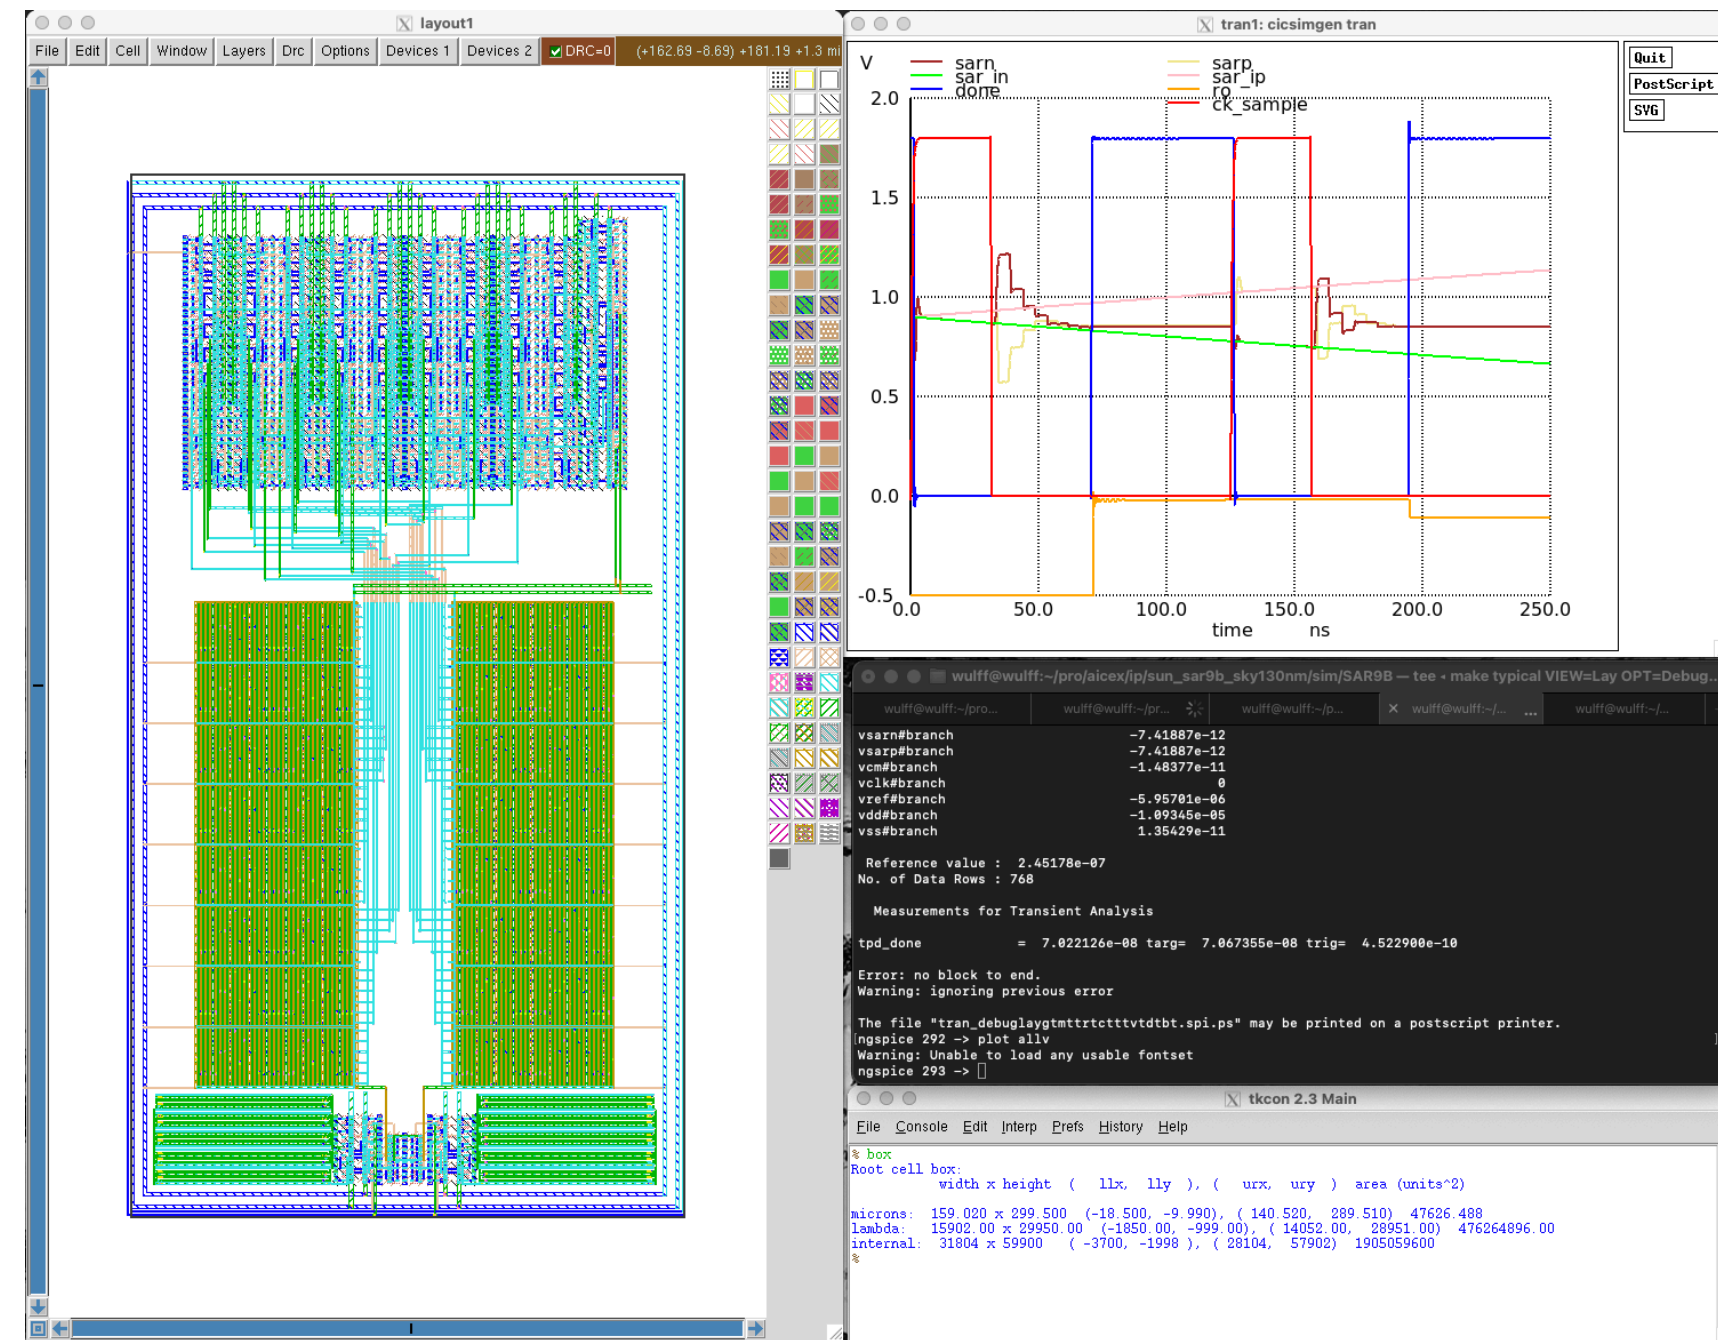 layout1
File Edit Cell Window Layers Drc Options Devices 1 Devices 2 DRC=0 (+162.69 -8.69) +181.19 +1.3 mi
tran1: cicsimgen tran
Quit
PostScript
SVG
V
sarn sarp
sar_in sar_ip
done ro
ck_sample
2.0
1.5
1.0
0.5
0.0
-0.5
0.0 50.0 100.0 150.0 200.0 250.0
time ns
wulff@wulff:~/pro/aicex/ip/sun_sar9b_sky130nm/sim/SAR9B — tee ◂ make typical VIEW=Lay OPT=Debug...
wulff@wulff:~/pro... wulff@wulff:~/pr... wulff@wulff:~/p... wulff@wulff:~/... ... wulff@wulff:~/...
vsarn#branch -7.41887e-12
vsarp#branch -7.41887e-12
vcm#branch -1.48377e-11
vclk#branch 0
vref#branch -5.95701e-06
vdd#branch -1.09345e-05
vss#branch 1.35429e-11
Reference value : 2.45178e-07
No. of Data Rows : 768
Measurements for Transient Analysis
tpd_done = 7.022126e-08 targ= 7.067355e-08 trig= 4.522900e-10
Error: no block to end.
Warning: ignoring previous error
The file "tran_debuglaygtmttrtctttvtdtbt.spi.ps" may be printed on a postscript printer.
[ngspice 292 -> plot allv ]
Warning: Unable to load any usable fontset
ngspice 293 ->
tkcon 2.3 Main
File Console Edit Interp Prefs History Help
% box
Root cell box:
width x height ( llx, lly ), ( urx, ury ) area (units^2)
microns: 159.020 x 299.500 (-18.500, -9.990), ( 140.520, 289.510) 47626.488
lambda: 15902.00 x 29950.00 (-1850.00, -999.00), ( 14052.00, 28951.00) 476264896.00
internal: 31804 x 59900 ( -3700, -1998 ), ( 28104, 57902) 1905059600
%